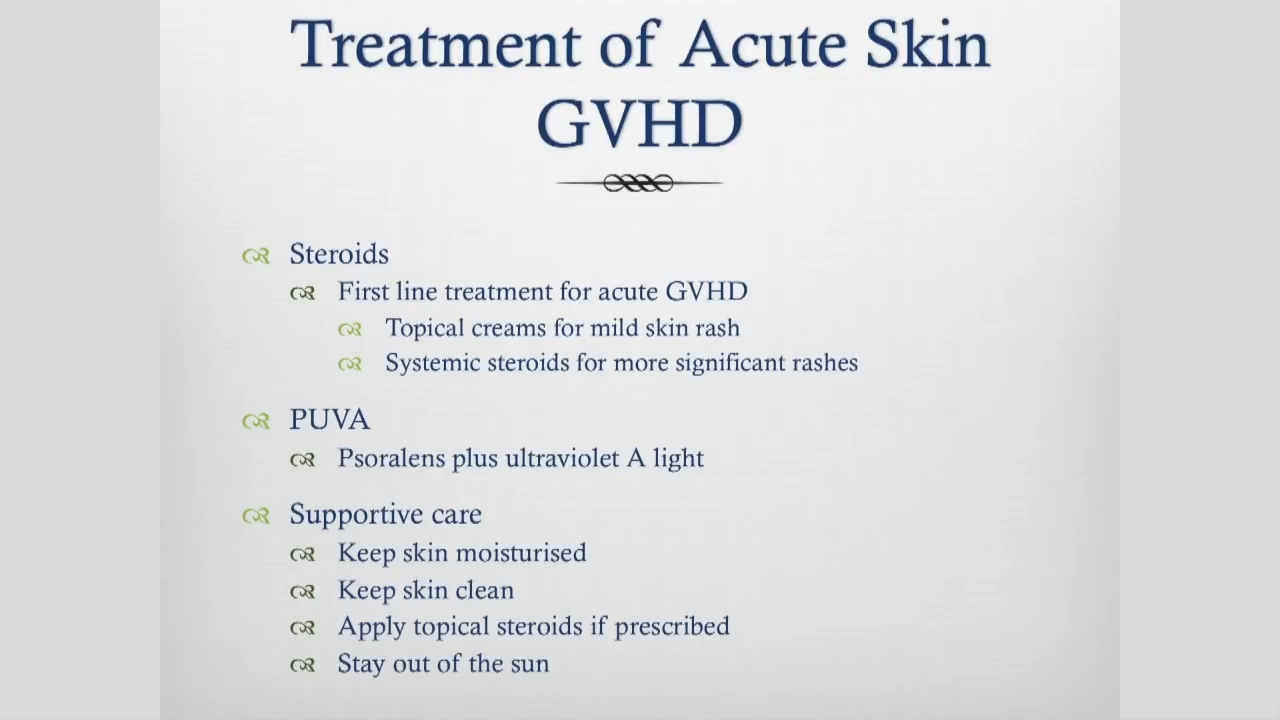 Treatment of Acute Skin
GVHD
Steroids
First line treatment for acute GVHD
Topical creams for mild skin rash
Systemic steroids for more significant rashes
PUVA
Psoralens plus ultraviolet A light
Supportive care
Keep skin moisturised
Keep skin clean
Apply topical steroids if prescribed
Stay out of the sun